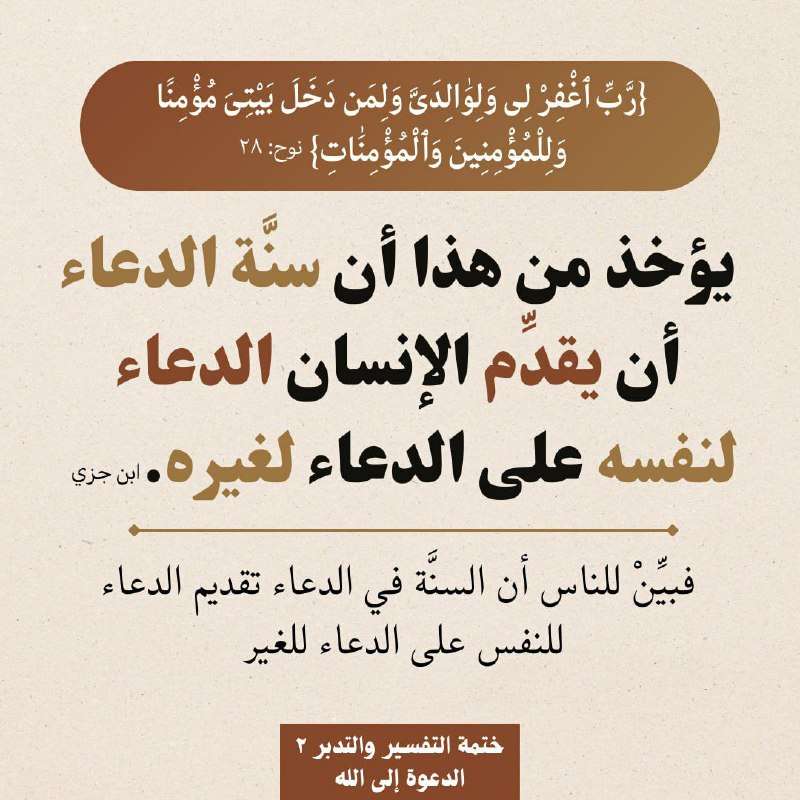 {رَّبِّ ٱغْفِرْ لِى وَلِوَٰلِدَىَّ وَلِمَن دَخَلَ بَيْتِىَ مُؤْمِنًا
وَلِلْمُؤْمِنِينَ وَٱلْمُؤْمِنَٰتِ} نوح: ٢٨
يؤخذ من هذا أن سنَّة الدعاء
أن يقدِّم الإنسان الدعاء
لنفسه على الدعاء لغيره. ابن جزي
فبيِّنْ للناس أن السنَّة في الدعاء تقديم الدعاء
للنفس على الدعاء للغير
ختمة التفسير والتدبر ٢
الدعوة إلى الله